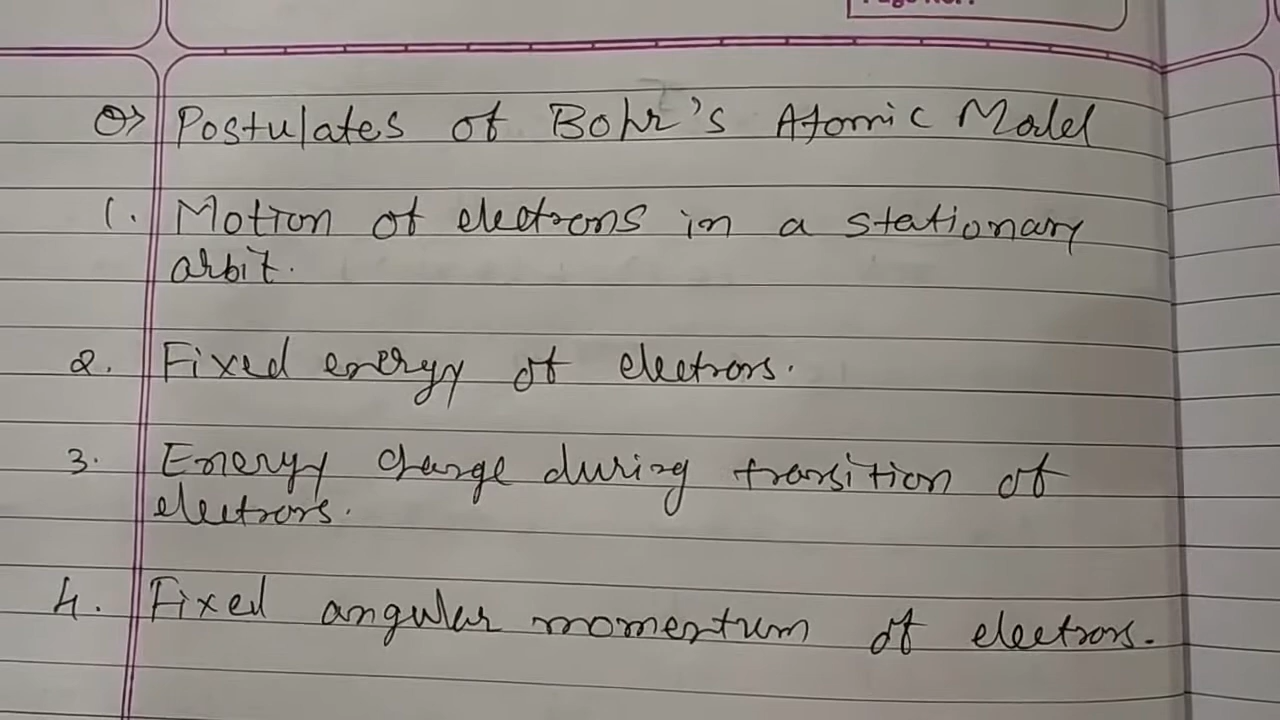 Q> Postulates of Bohr's Atomic Model
1. Motion of electrons in a stationary
orbit.
2. Fixed energy of electrons.
3. Energy change during transition of
electrons.
4. Fixed angular momentum of electrons.